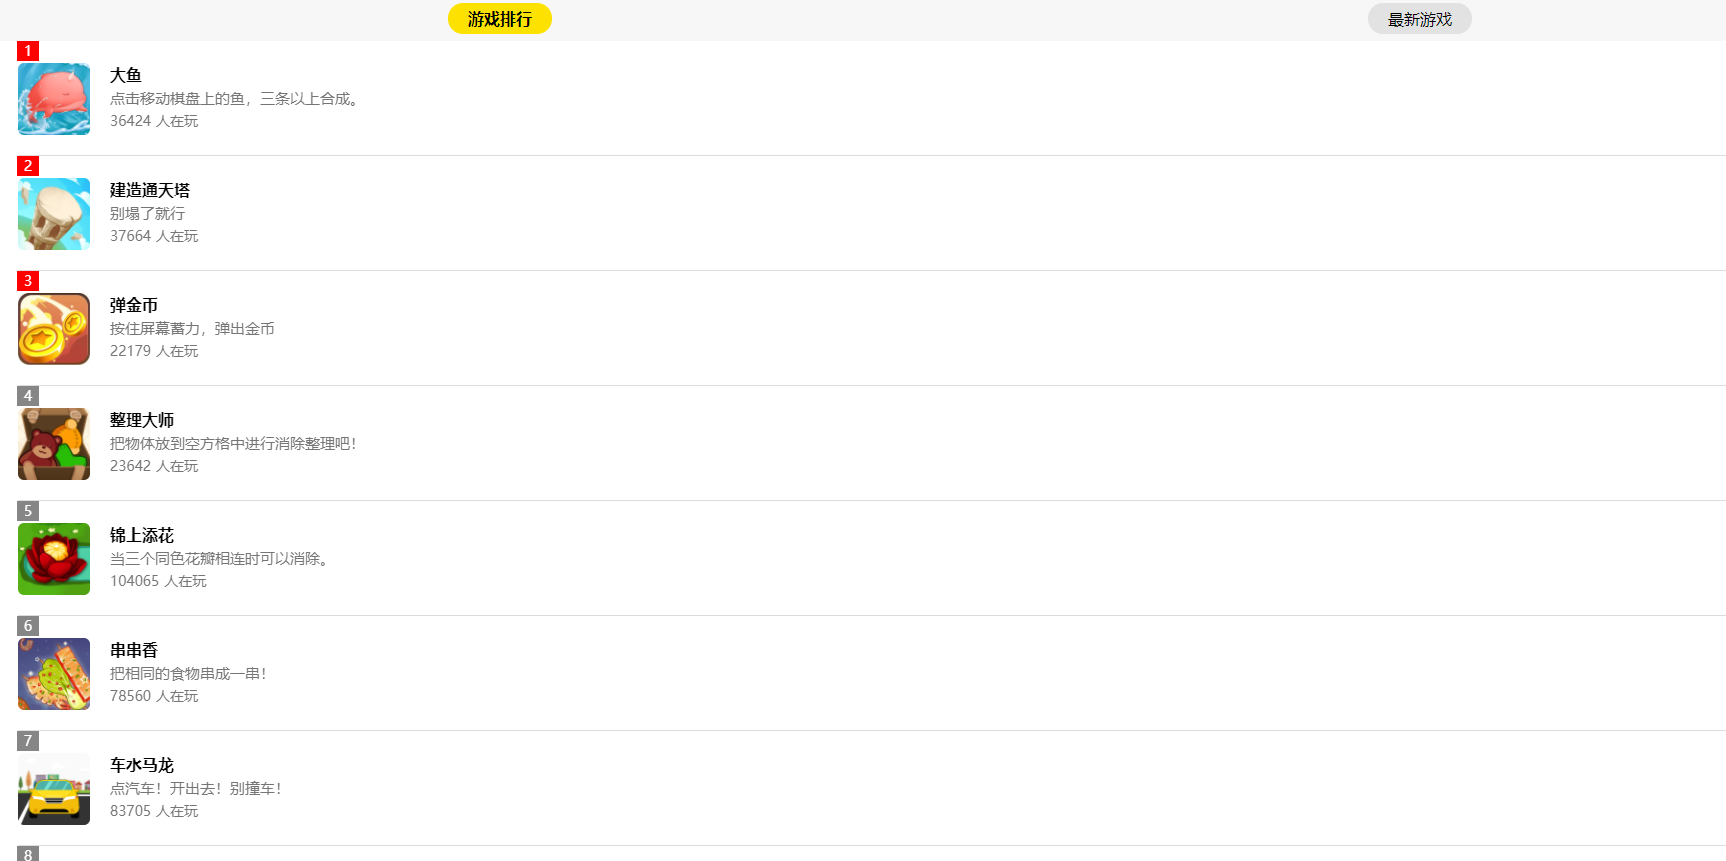 游戏排行
最新游戏
1
大鱼
点击移动棋盘上的鱼，三条以上合成。
36424 人在玩
2
建造通天塔
别塌了就行
37664 人在玩
3
弹金币
按住屏幕蓄力，弹出金币
22179 人在玩
4
整理大师
把物体放到空方格中进行消除整理吧！
23642 人在玩
5
锦上添花
当三个同色花瓣相连时可以消除。
104065 人在玩
6
串串香
把相同的食物串成一串！
78560 人在玩
7
车水马龙
点汽车！开出去！别撞车！
83705 人在玩
8